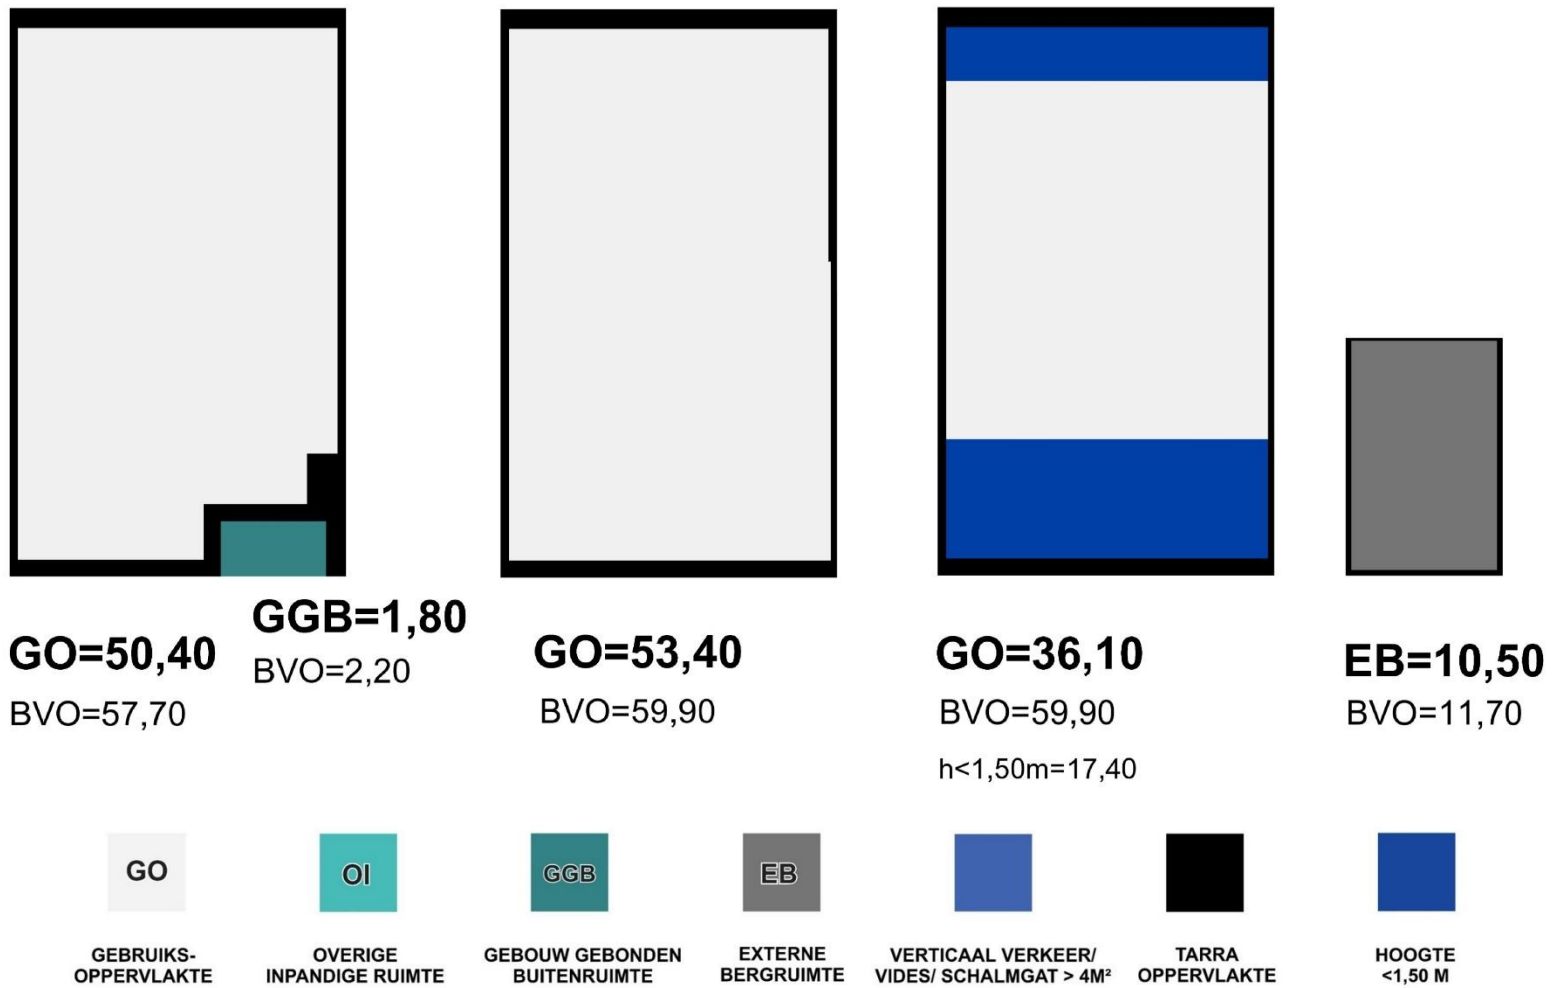 GO=50,40
BVO=57,70
GGB=1,80
BVO=2,20
GO=53,40
BVO=59,90
GO=36,10
BVO=59,90
h<1,50m=17,40
EB=10,50
BVO=11,70
GO
GEBRUIKS-
OPPERVLAKTE
OI
OVERIGE
INPANDIGE RUIMTE
GGB
GEBOUW GEBONDEN
BUITENRUIMTE
EB
EXTERNE
BERGRUIMTE
VERTICAAL VERKEER/
VIDES/ SCHALMGAT > 4M²
TARRA
OPPERVLAKTE
HOOGTE
<1,50 M